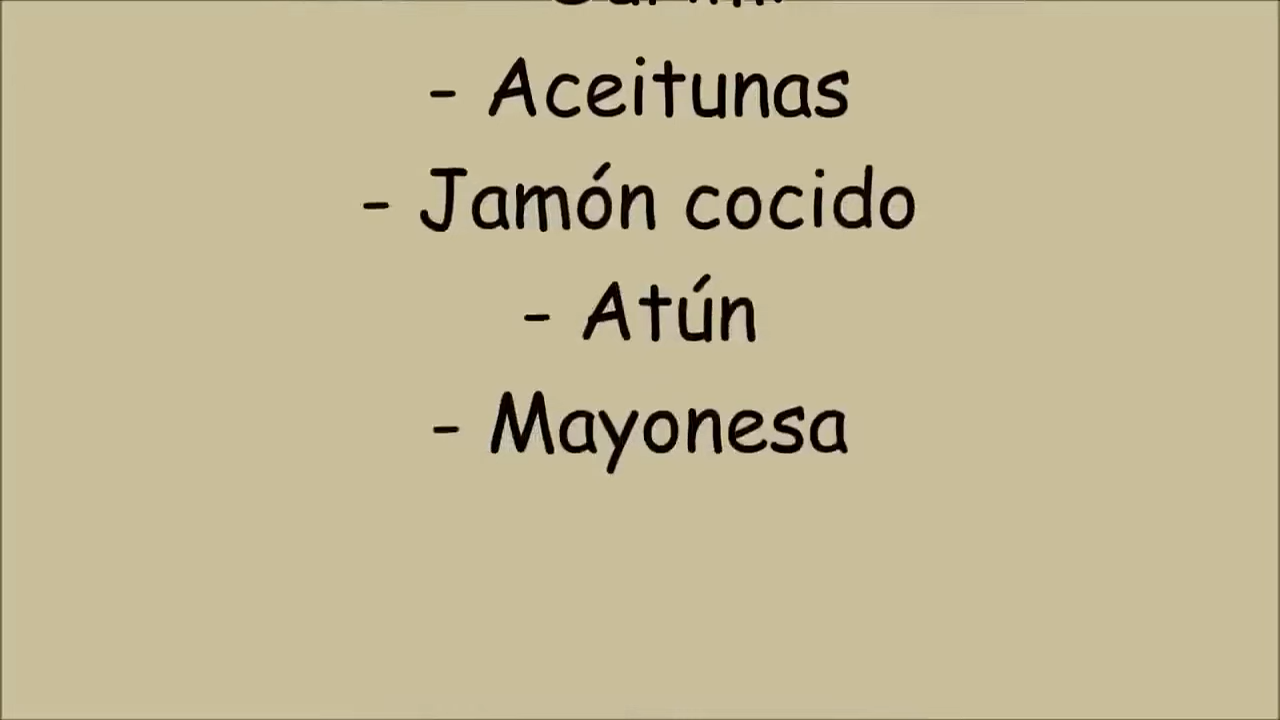 - Aceitunas
- Jamón cocido
- Atún
- Mayonesa